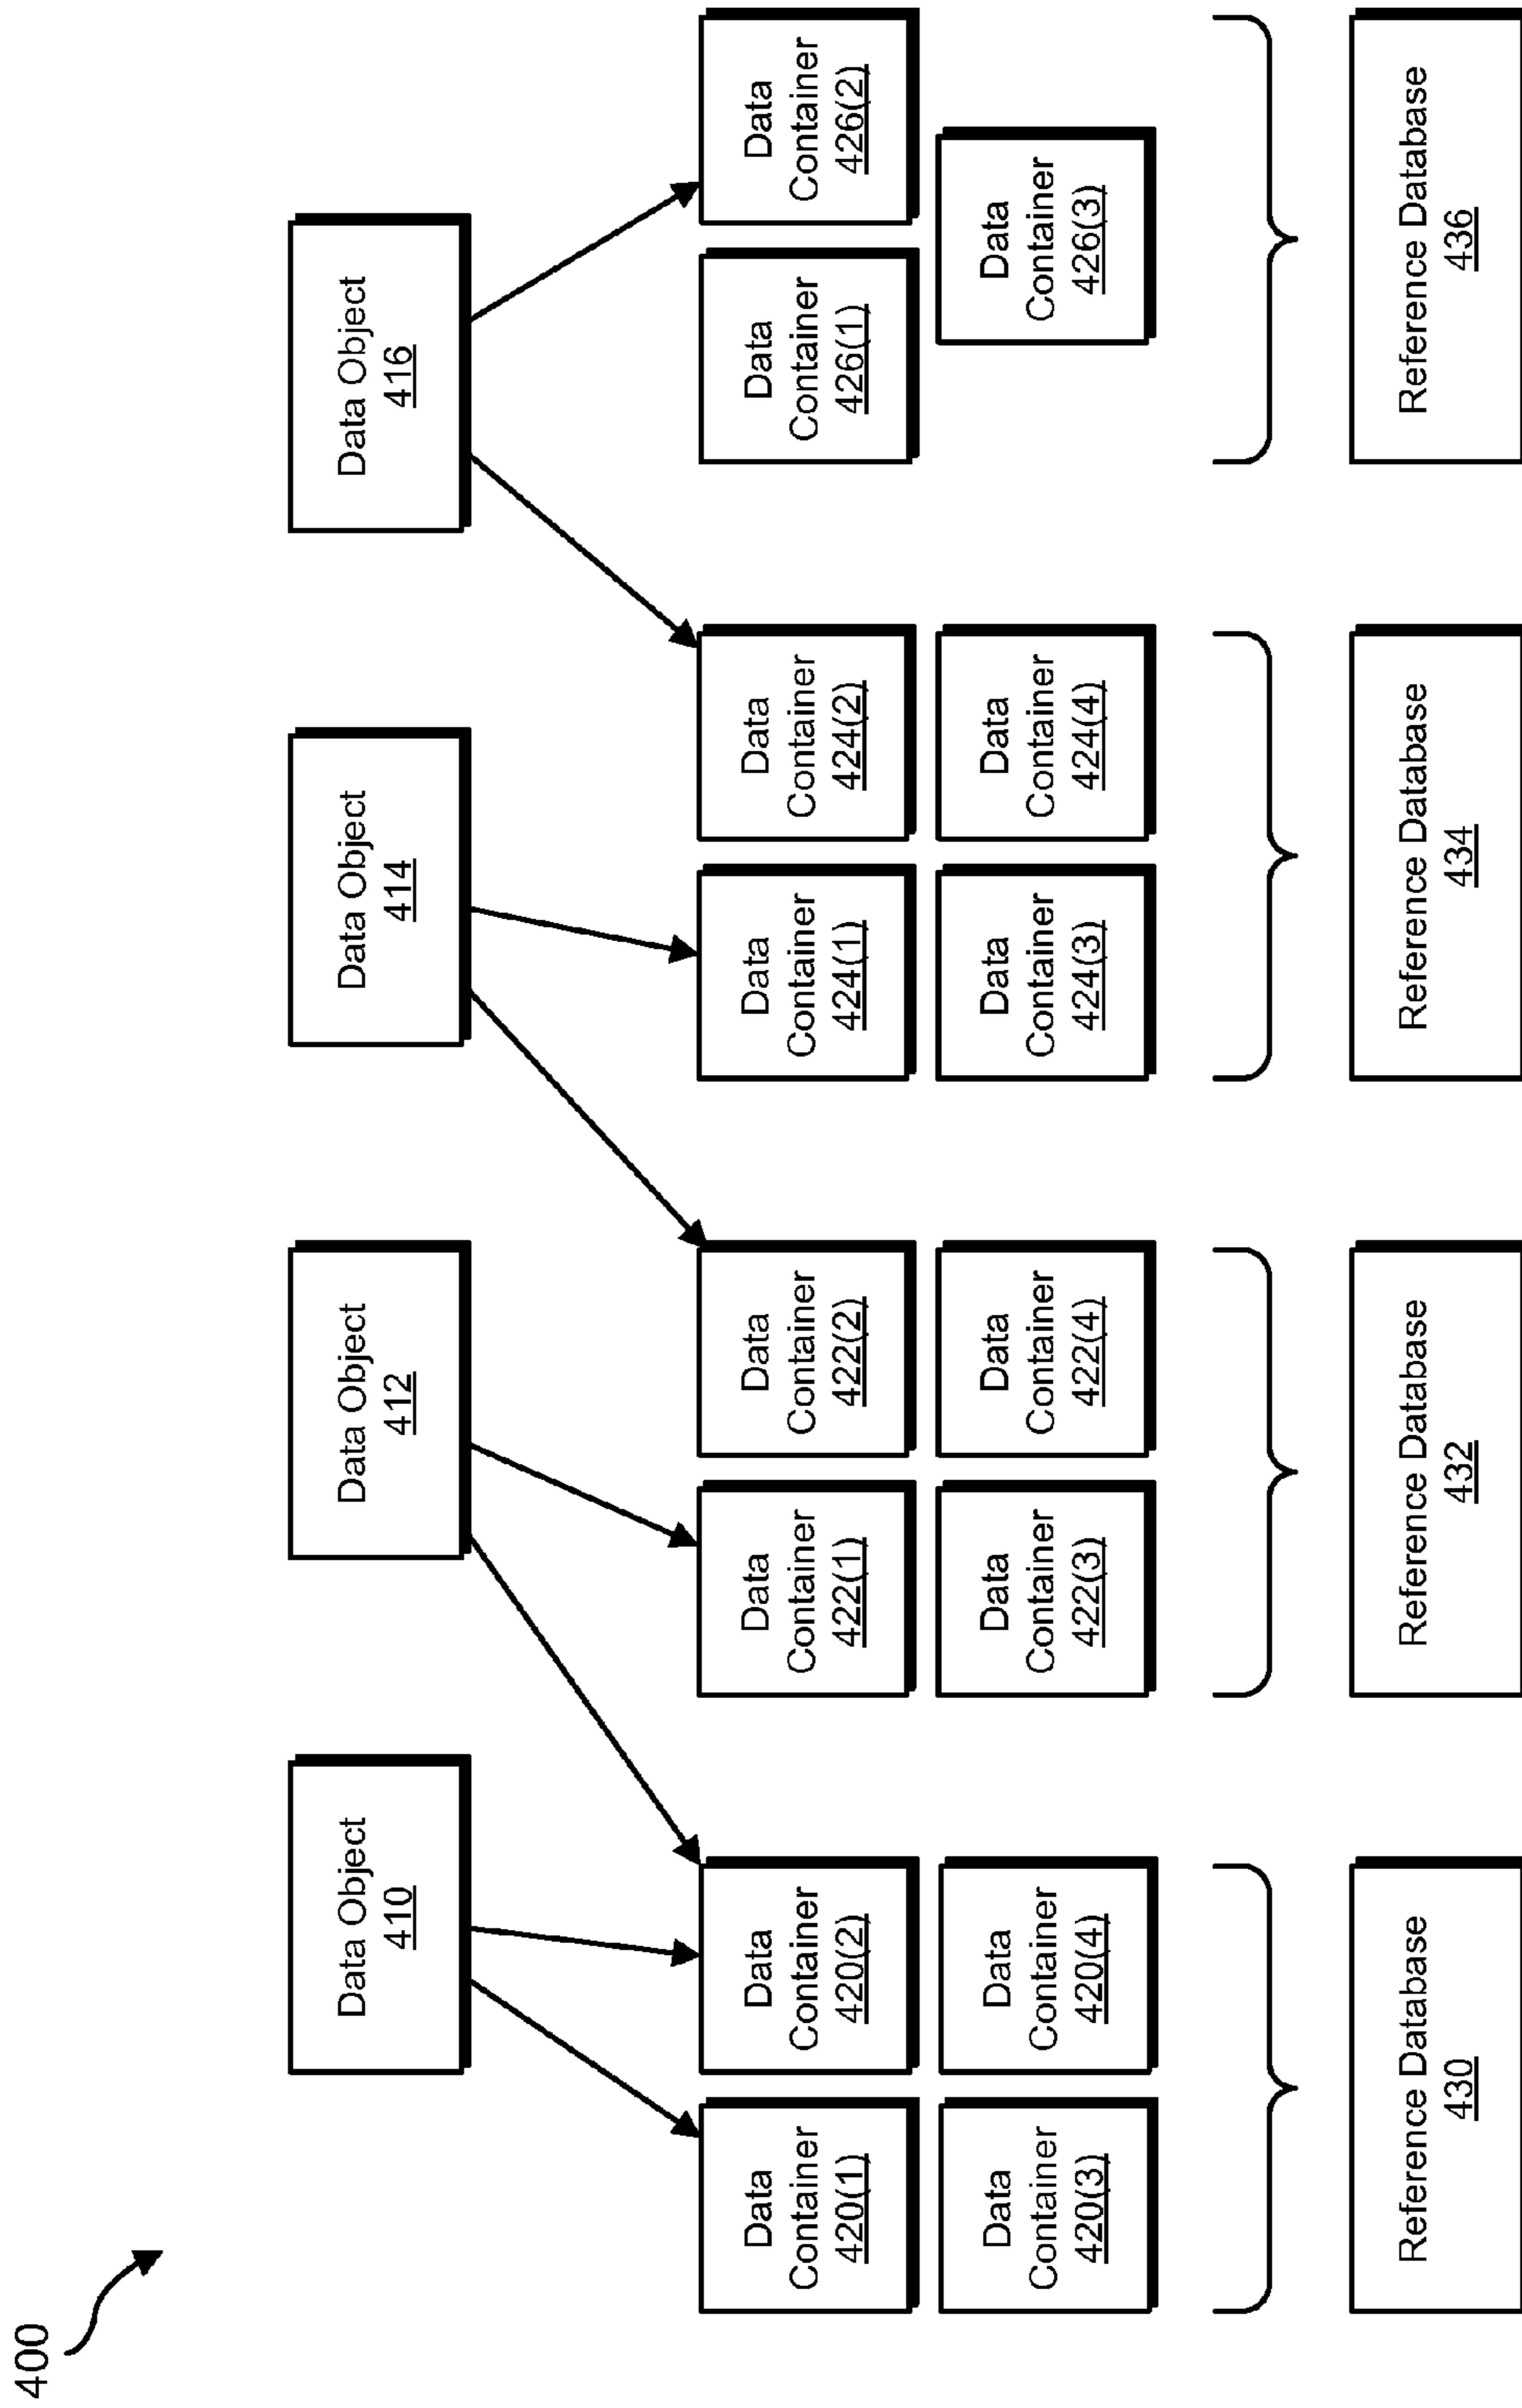 400
Data Object
410
Data Object
412
Data Object
414
Data Object
416
Data
Container
420(1)
Data
Container
420(2)
Data
Container
422(1)
Data
Container
422(2)
Data
Container
424(1)
Data
Container
424(2)
Data
Container
426(1)
Data
Container
426(2)
Data
Container
420(3)
Data
Container
420(4)
Data
Container
422(3)
Data
Container
422(4)
Data
Container
424(3)
Data
Container
424(4)
Data
Container
426(3)
Reference Database
430
Reference Database
432
Reference Database
434
Reference Database
436